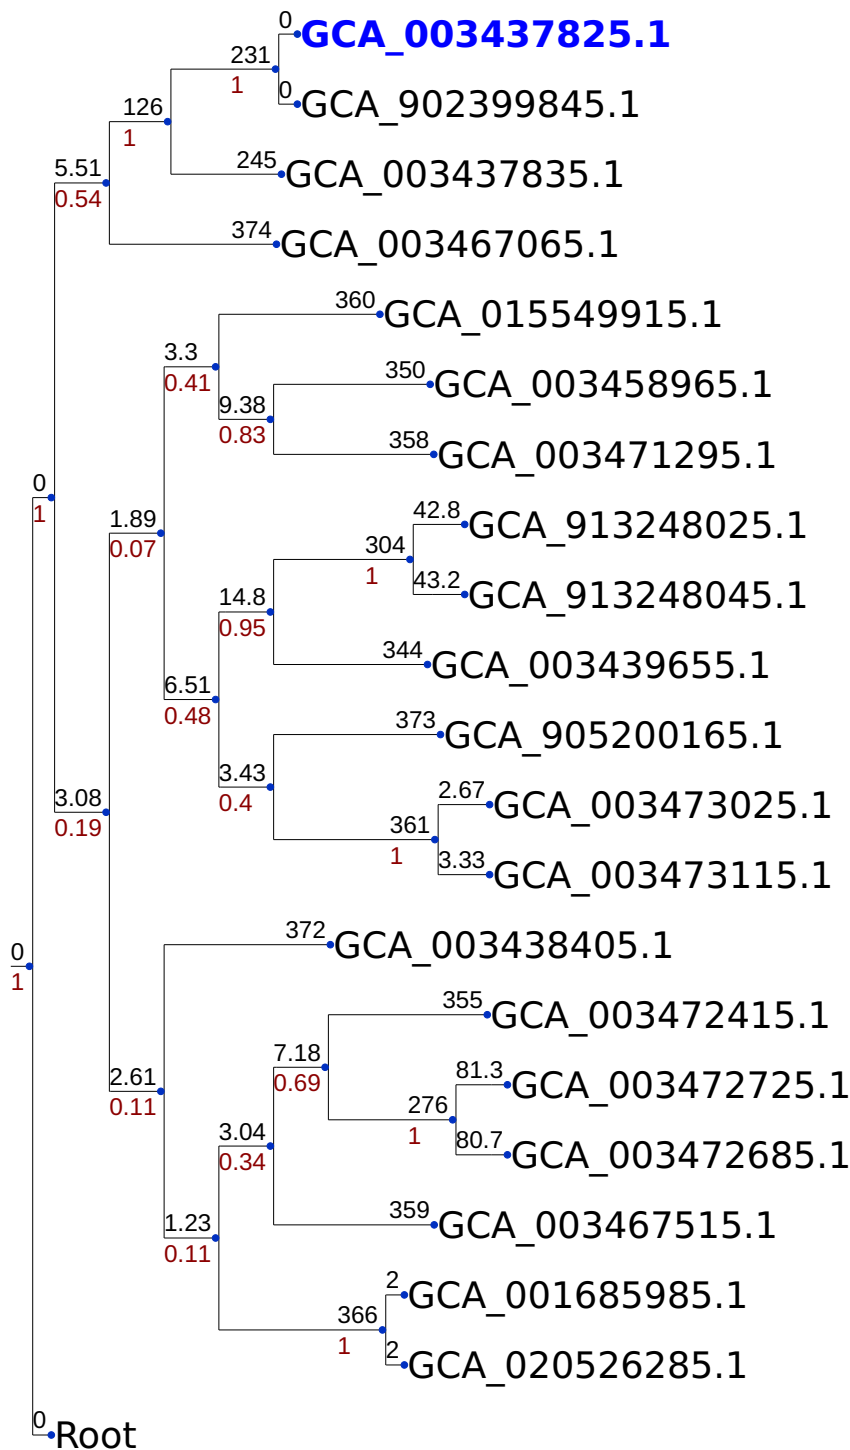 0
GCA_003437825.1
231
1
0
GCA_902399845.1
126
1
245
GCA_003437835.1
5.51
0.54
374
GCA_003467065.1
360
GCA_015549915.1
3.3
0.41
350
GCA_003458965.1
9.38
0.83
358
GCA_003471295.1
0
1
1.89
0.07
42.8
GCA_913248025.1
304
1
43.2
GCA_913248045.1
14.8
0.95
344
GCA_003439655.1
6.51
0.48
373
GCA_905200165.1
3.43
0.4
2.67
GCA_003473025.1
361
1
3.33
GCA_003473115.1
3.08
0.19
372
GCA_003438405.1
0
1
355
GCA_003472415.1
7.18
0.69
81.3
GCA_003472725.1
276
1
80.7
GCA_003472685.1
2.61
0.11
3.04
0.34
359
GCA_003467515.1
1.23
0.11
2
GCA_001685985.1
366
1
2
GCA_020526285.1
0
Root